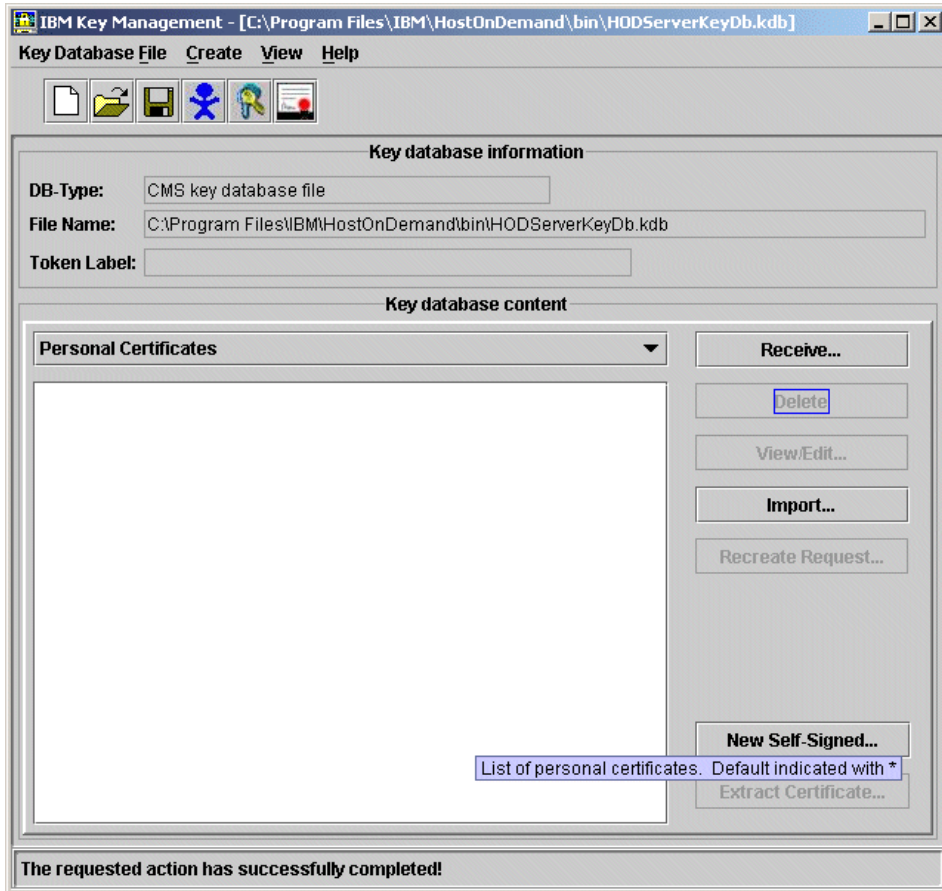 IBM Key Management - [C:\Program Files\IBM\HostOnDemand\bin\HODServerKeyDb.kdb]
Key Database File Create View Help
Key database information
DB-Type: CMS key database file
File Name: C:\Program Files\IBM\HostOnDemand\bin\HODServerKeyDb.kdb
Token Label:
Key database content
Personal Certificates
Receive...
Delete
View/Edit...
Import...
Recreate Request...
New Self-Signed...
List of personal certificates.  Default indicated with *
Extract Certificate...
The requested action has successfully completed!